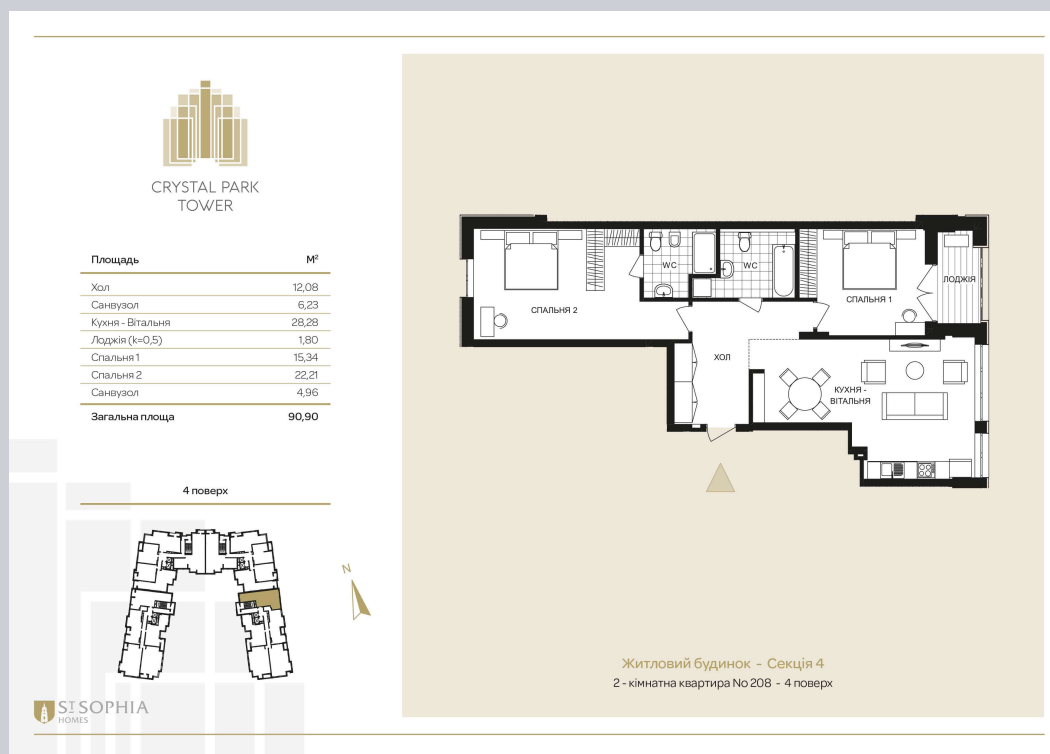 CRYSTAL PARK
TOWER
Площадь M²
Хол 12,08
Санвузол 6,23
Кухня - Вітальня 28,28
Лоджія (k=0,5) 1,80
Спальня 1 15,34
Спальня 2 22,21
Санвузол 4,96
Загальна площа 90,90
4 поверх
N
ST SOPHIA
HOMES
WC
WC
ЛОДЖІЯ
СПАЛЬНЯ 1
СПАЛЬНЯ 2
ХОЛ
КУХНЯ -
ВІТАЛЬНЯ
Житловий будинок - Секція 4
2 - кімнатна квартира No 208 - 4 поверх